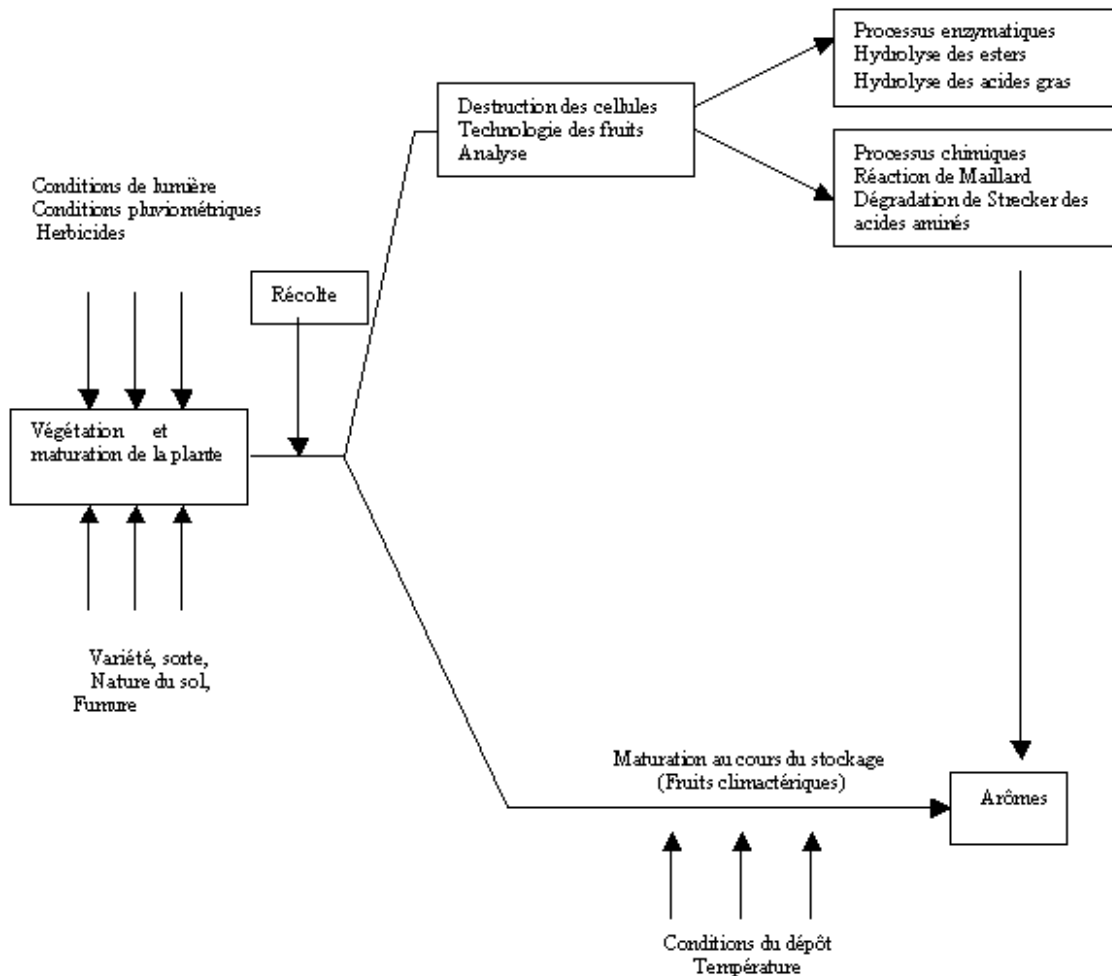 Processus enzymatiques
Hydrolyse des esters
Hydrolyse des acides gras
Destruction des cellules
Technologie des fruits
Analyse
Processus chimiques
Réaction de Maillard
Dégradation de Strecker des
acides aminés
Conditions de lumière
Conditions pluviométriques
Herbicides
Récolte
Végétation et
maturation de la plante
Variété, sorte,
Nature du sol,
Fumure
Maturation au cours du stockage
(Fruits climactériques)
Arômes
Conditions du dépôt
Température